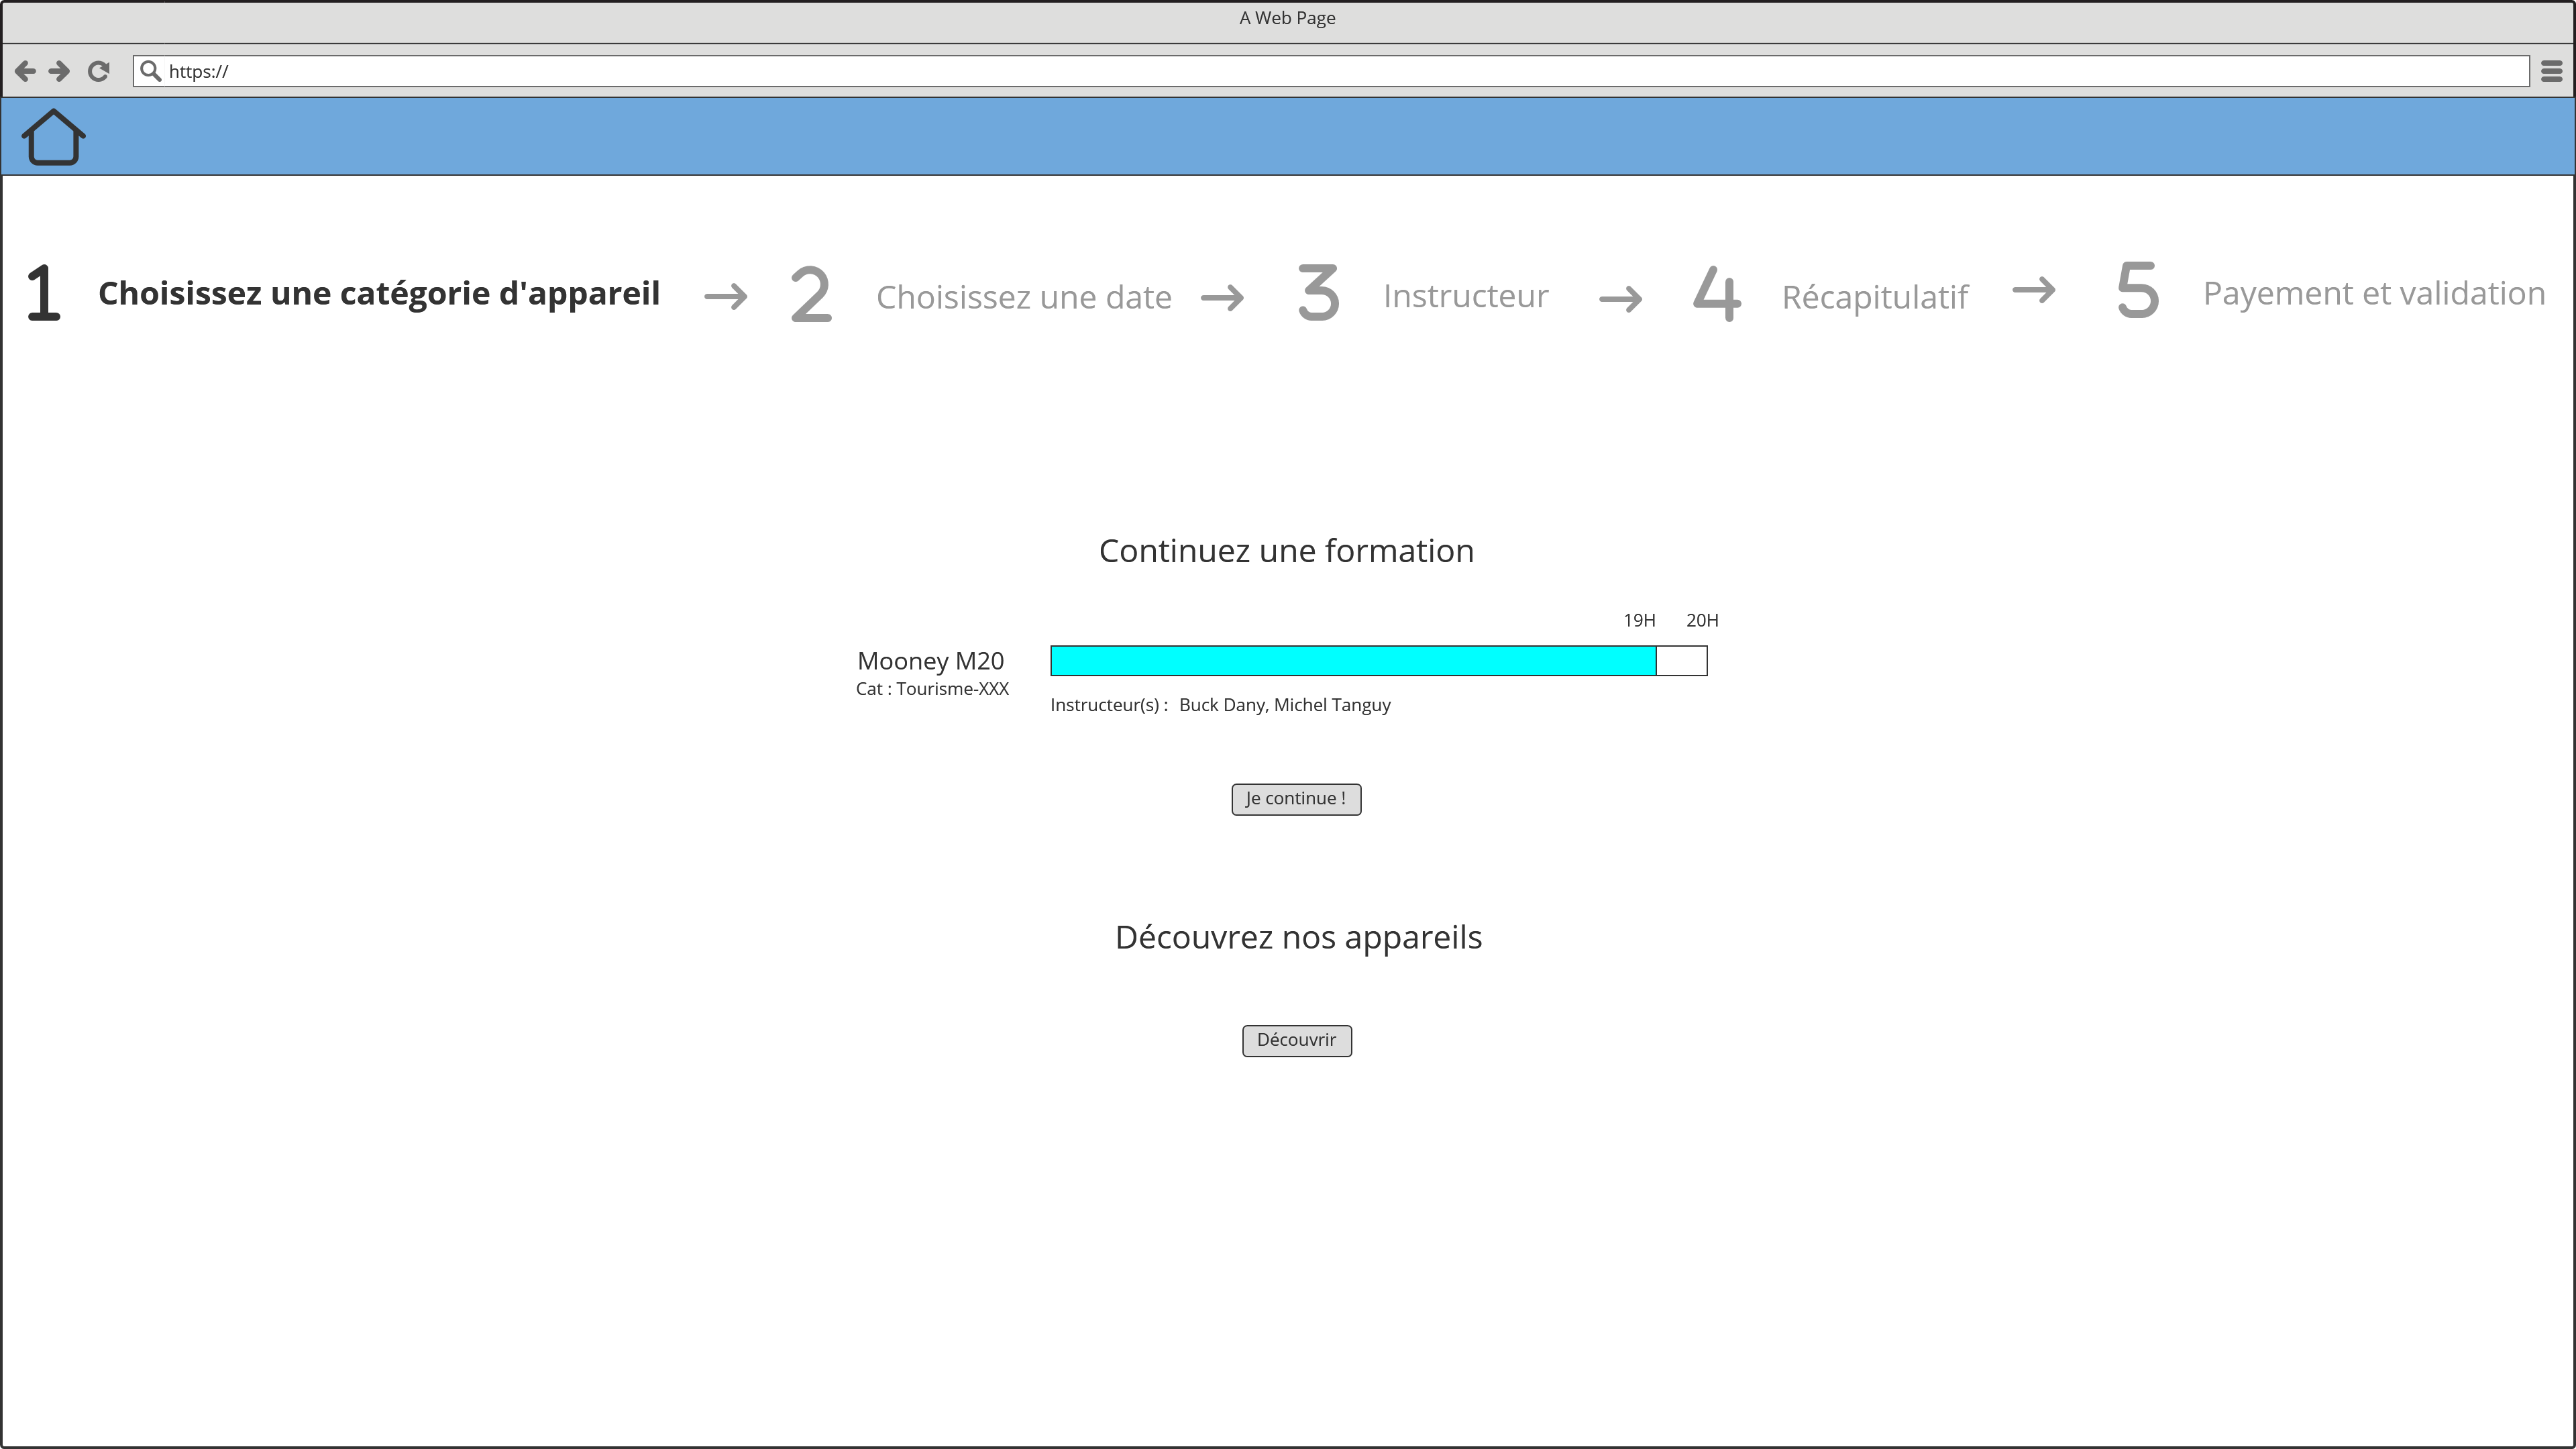 A Web Page
https://
1 Choisissez une catégorie d'appareil → 2 Choisissez une date → 3 Instructeur → 4 Récapitulatif → 5 Payement et validation
Continuez une formation
19H 20H
Mooney M20
Cat : Tourisme-XXX
Instructeur(s) : Buck Dany, Michel Tanguy
Je continue !
Découvrez nos appareils
Découvrir